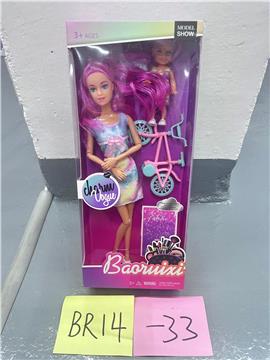 3+ AGES
MODEL
SHOW
charm
Vogue
Baoruixi
BR14
-33